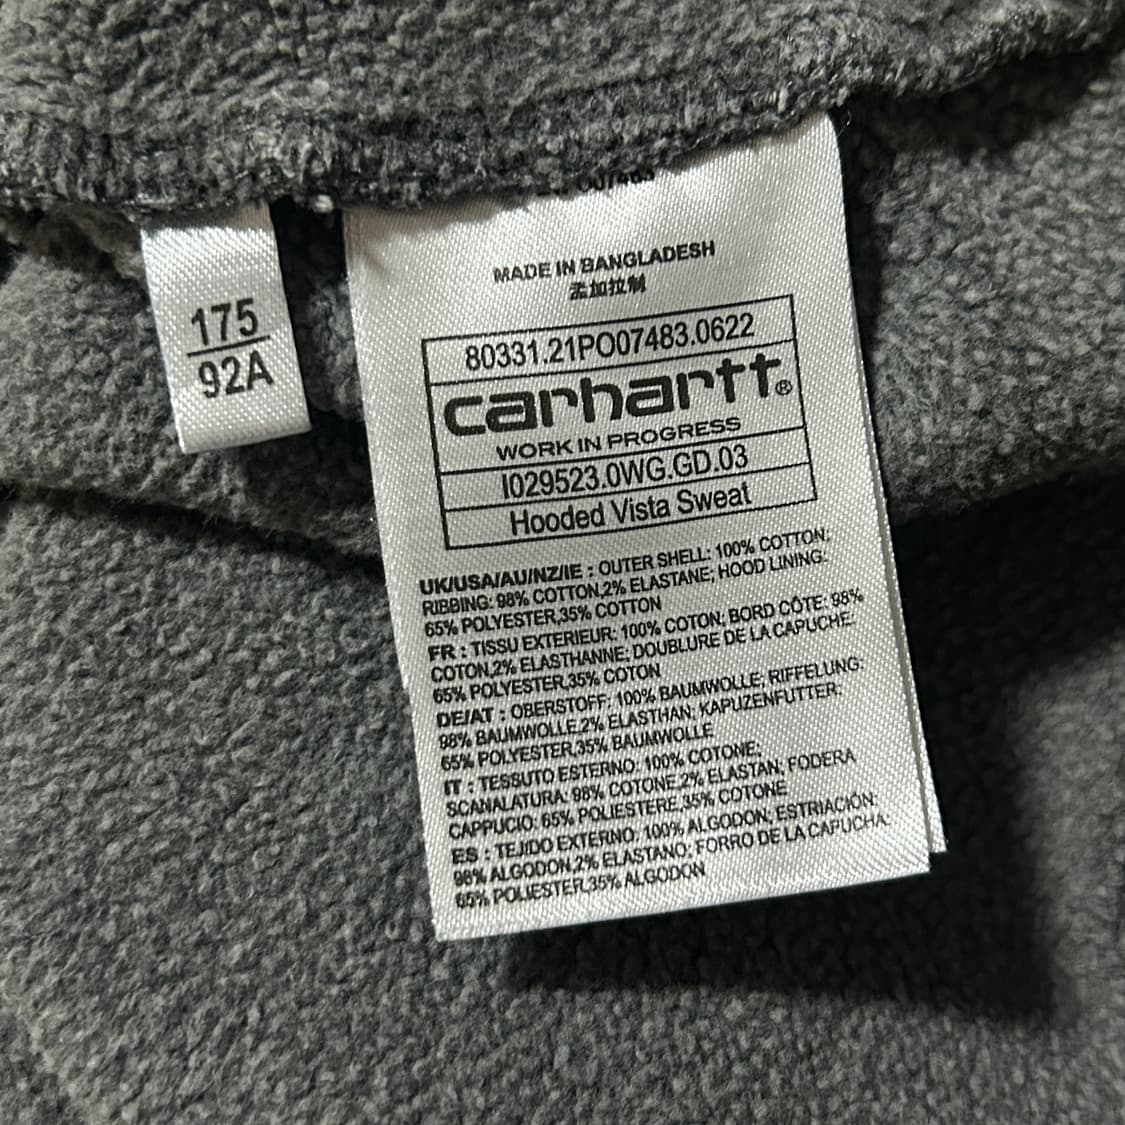 175
92A
MADE IN BANGLADESH
孟加拉制
80331.21PO07483.0622
carhartt®
WORK IN PROGRESS
I029523.0WG.GD.03
Hooded Vista Sweat
UK/USA/AU/NZ/IE : OUTER SHELL: 100% COTTON;
RIBBING: 98% COTTON,2% ELASTANE; HOOD LINING:
65% POLYESTER,35% COTTON
FR : TISSU EXTERIEUR: 100% COTON; BORD CÔTE: 98%
COTON,2% ELASTHANNE; DOUBLURE DE LA CAPUCHE:
65% POLYESTER,35% COTON
DE/AT : OBERSTOFF: 100% BAUMWOLLE; RIFFELUNG:
98% BAUMWOLLE,2% ELASTHAN; KAPUZENFUTTER:
65% POLYESTER,35% BAUMWOLLE
IT : TESSUTO ESTERNO: 100% COTONE;
SCANALATURA: 98% COTONE,2% ELASTAN; FODERA
CAPPUCIO: 65% POLIESTERE,35% COTONE
ES : TEJIDO EXTERNO: 100% ALGODON; ESTRIACIÓN:
98% ALGODON,2% ELASTANO; FORRO DE LA CAPUCHA:
65% POLIESTER,35% ALGODON